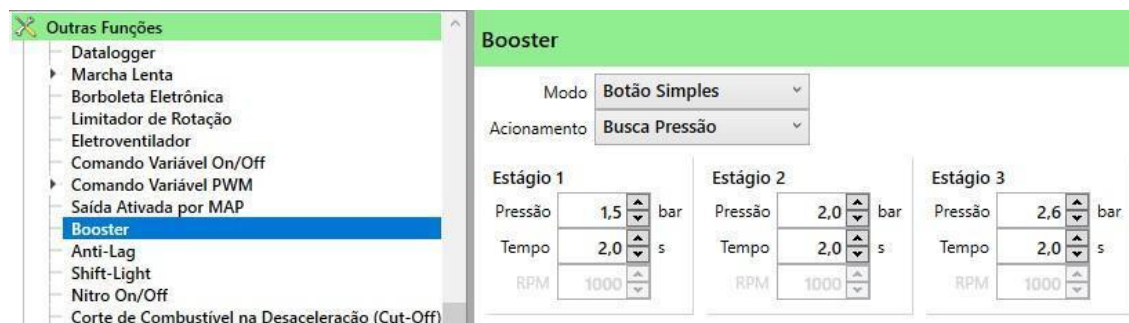 Outras Funções
Datalogger
Marcha Lenta
Borboleta Eletrônica
Limitador de Rotação
Eletroventilador
Comando Variável On/Off
Comando Variável PWM
Saída Ativada por MAP
Booster
Anti-Lag
Shift-Light
Nitro On/Off
Corte de Combustível na Desaceleração (Cut-Off)
Booster
Modo Botão Simples
Acionamento Busca Pressão
Estágio 1
Pressão 1,5 bar
Tempo 2,0 s
RPM 1000
Estágio 2
Pressão 2,0 bar
Tempo 2,0 s
RPM 1000
Estágio 3
Pressão 2,6 bar
Tempo 2,0 s
RPM 1000